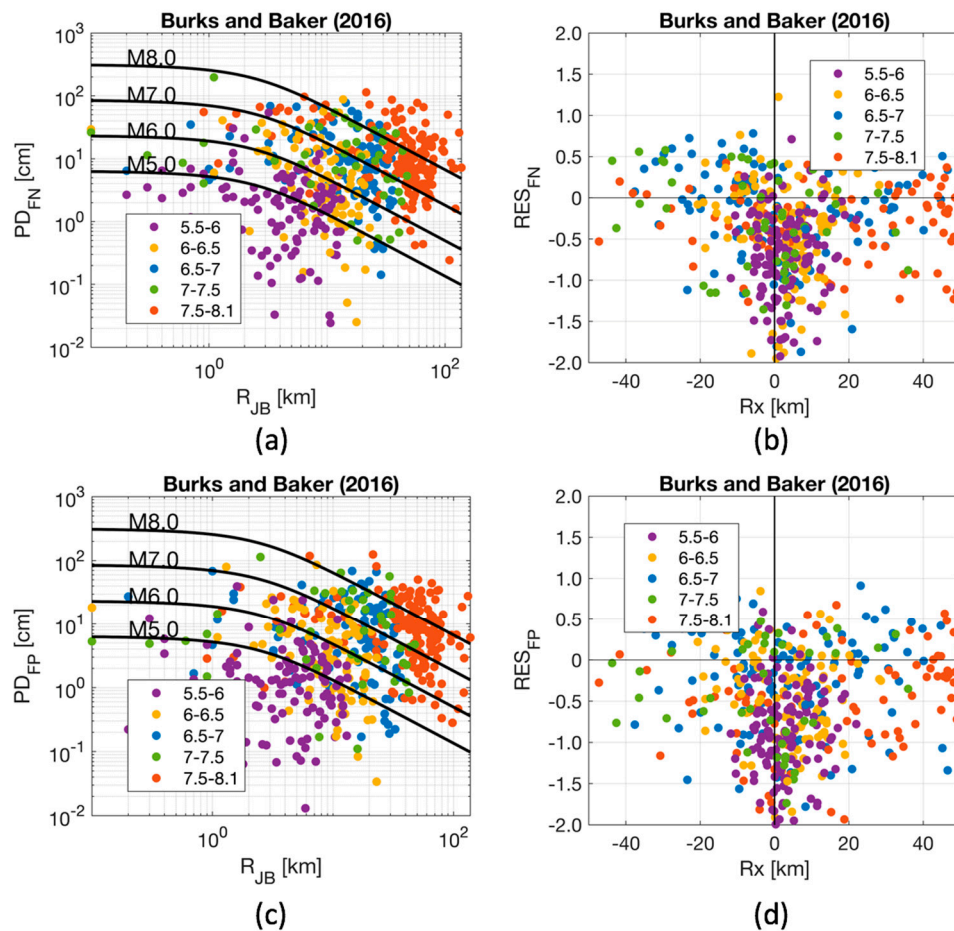 Burks and Baker (2016)
10^3
10^2
10^1
10^0
10^-1
10^-2
PD_FN [cm]
M8.0
M7.0
M6.0
M5.0
5.5-6
6-6.5
6.5-7
7-7.5
7.5-8.1
10^0
10^2
R_JB [km]
(a)
Burks and Baker (2016)
2.0
1.5
1.0
0.5
0
-0.5
-1.0
-1.5
-2.0
RES_FN
5.5-6
6-6.5
6.5-7
7-7.5
7.5-8.1
-40
-20
0
20
40
Rx [km]
(b)
Burks and Baker (2016)
10^3
10^2
10^1
10^0
10^-1
10^-2
PD_FP [cm]
M8.0
M7.0
M6.0
M5.0
5.5-6
6-6.5
6.5-7
7-7.5
7.5-8.1
10^0
10^2
R_JB [km]
(c)
Burks and Baker (2016)
2.0
1.5
1.0
0.5
0
-0.5
-1.0
-1.5
-2.0
RES_FP
5.5-6
6-6.5
6.5-7
7-7.5
7.5-8.1
-40
-20
0
20
40
Rx [km]
(d)